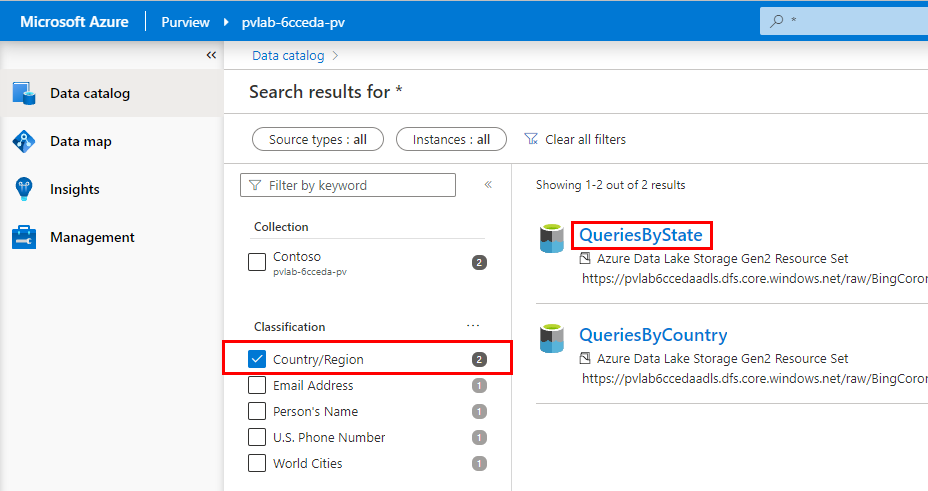 Microsoft Azure Purview pvlab-6cceda-pv *
«
Data catalog
Data map
Insights
Management
Data catalog >
Search results for *
Source types : all Instances : all Clear all filters
Filter by keyword «
Collection
Contoso 2
pvlab-6cceda-pv
Classification ...
Country/Region 2
Email Address 1
Person's Name 1
U.S. Phone Number 1
World Cities 1
Showing 1-2 out of 2 results
QueriesByState
Azure Data Lake Storage Gen2 Resource Set
https://pvlab6ccedaadls.dfs.core.windows.net/raw/BingCoron
QueriesByCountry
Azure Data Lake Storage Gen2 Resource Set
https://pvlab6ccedaadls.dfs.core.windows.net/raw/BingCoron